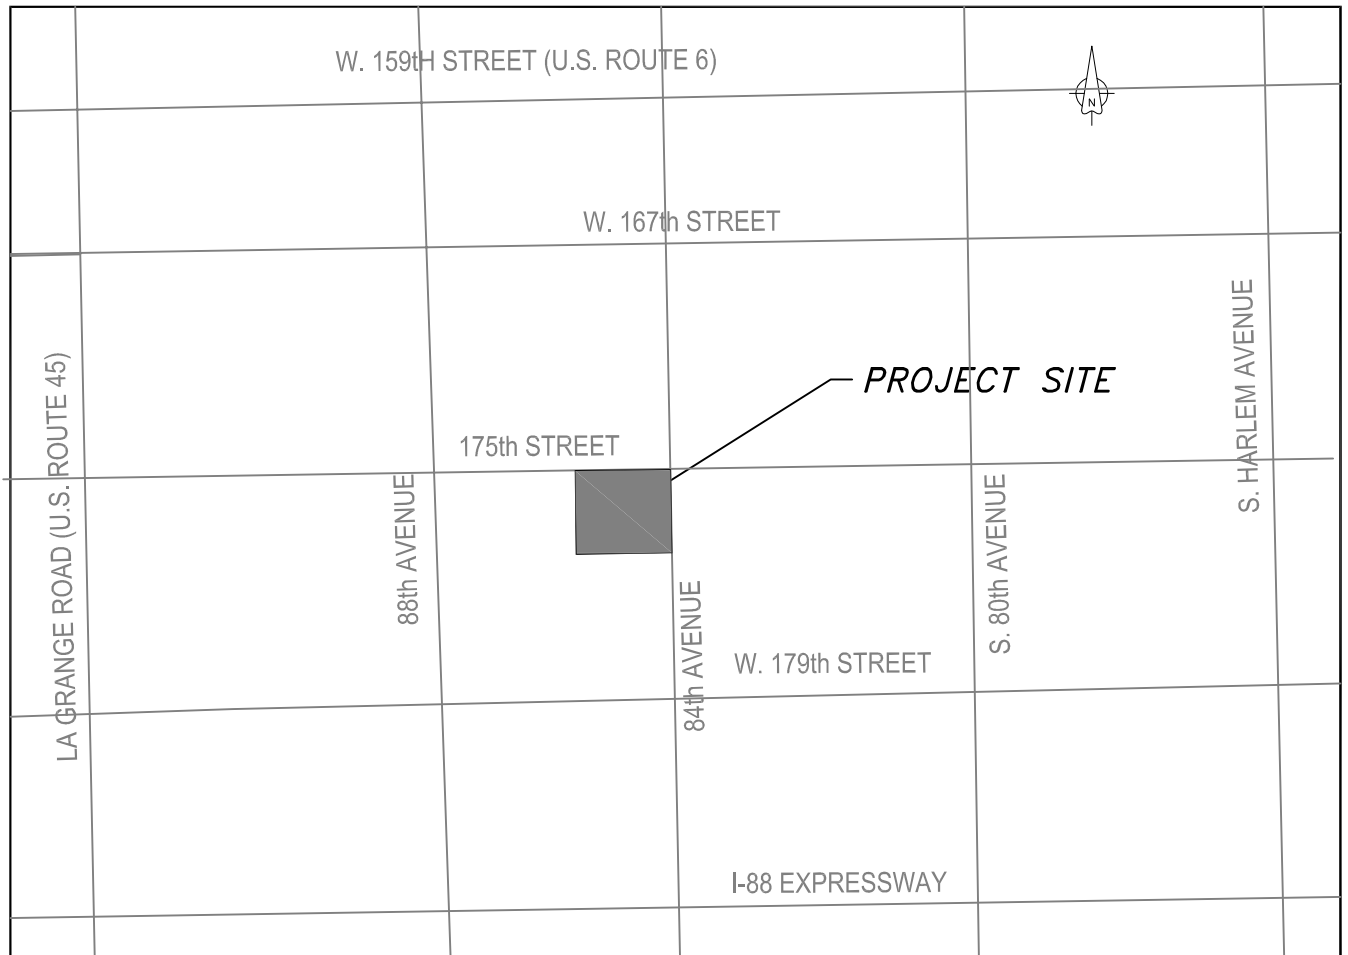 W. 159tH STREET (U.S. ROUTE 6)
N
W. 167th STREET
S. HARLEM AVENUE
LA GRANGE ROAD (U.S. ROUTE 45)
PROJECT SITE
175th STREET
88th AVENUE
S. 80th AVENUE
84th AVENUE
W. 179th STREET
I-88 EXPRESSWAY